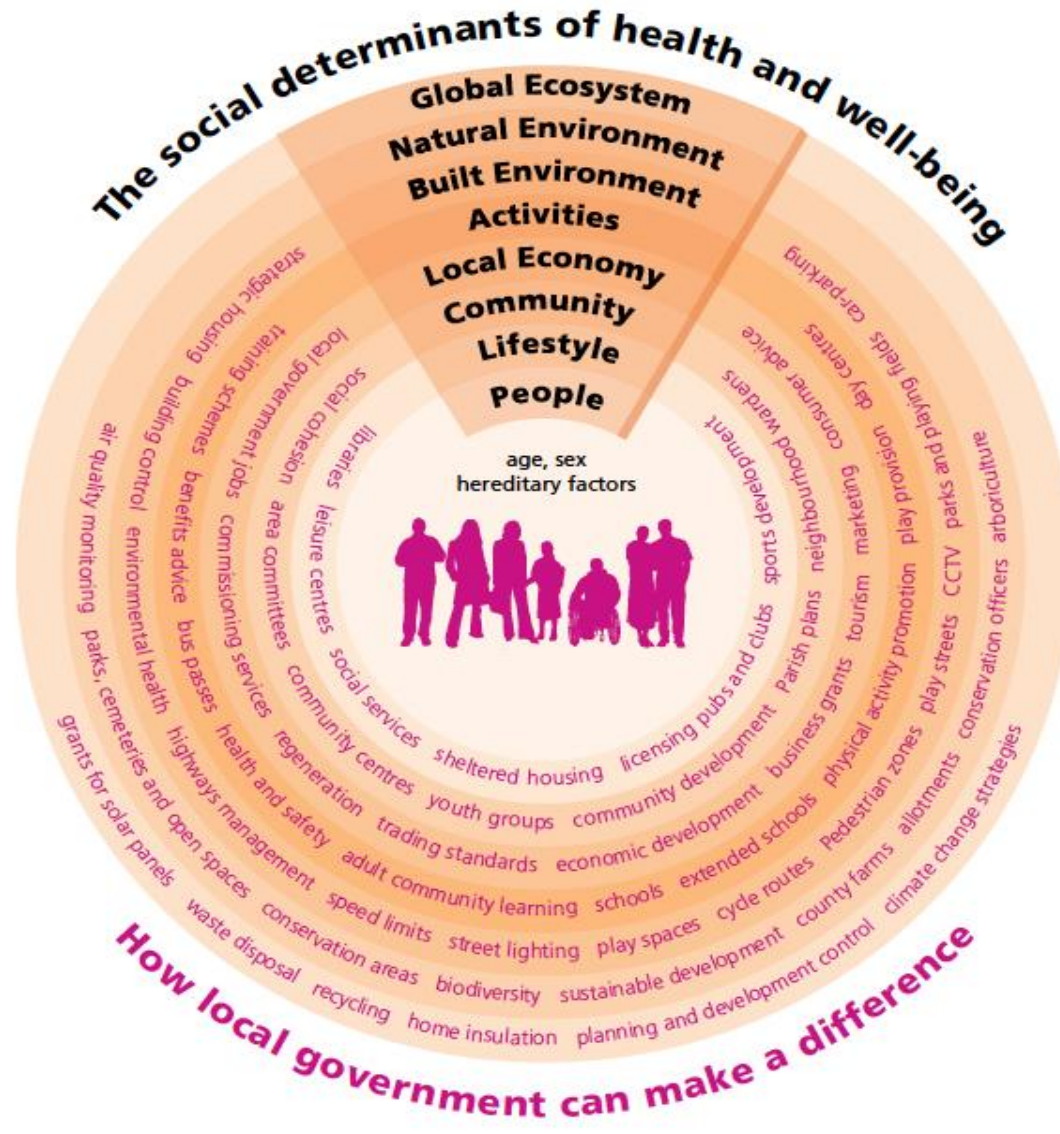 The social determinants of health and well-being
Global Ecosystem
Natural Environment
Built Environment
Activities
Local Economy
Community
Lifestyle
People
age, sex
hereditary factors
libraries leisure centres social services sheltered housing licensing pubs and clubs sports development
social cohesion area committees community centres youth groups community development Parish plans neighbourhood wardens
local government jobs commissioning services regeneration trading standards economic development business grants tourism marketing consumer advice
training schemes benefits advice bus passes health and safety adult community learning schools extended schools physical activity promotion play provision day centres
strategic housing building control environmental health highways management speed limits street lighting play spaces cycle routes Pedestrian zones play streets CCTV parks and playing fields car-parking
air quality monitoring parks, cemeteries and open spaces conservation areas biodiversity sustainable development county farms allotments conservation officers arboriculture
grants for solar panels waste disposal recycling home insulation planning and development control climate change strategies
How local government can make a difference